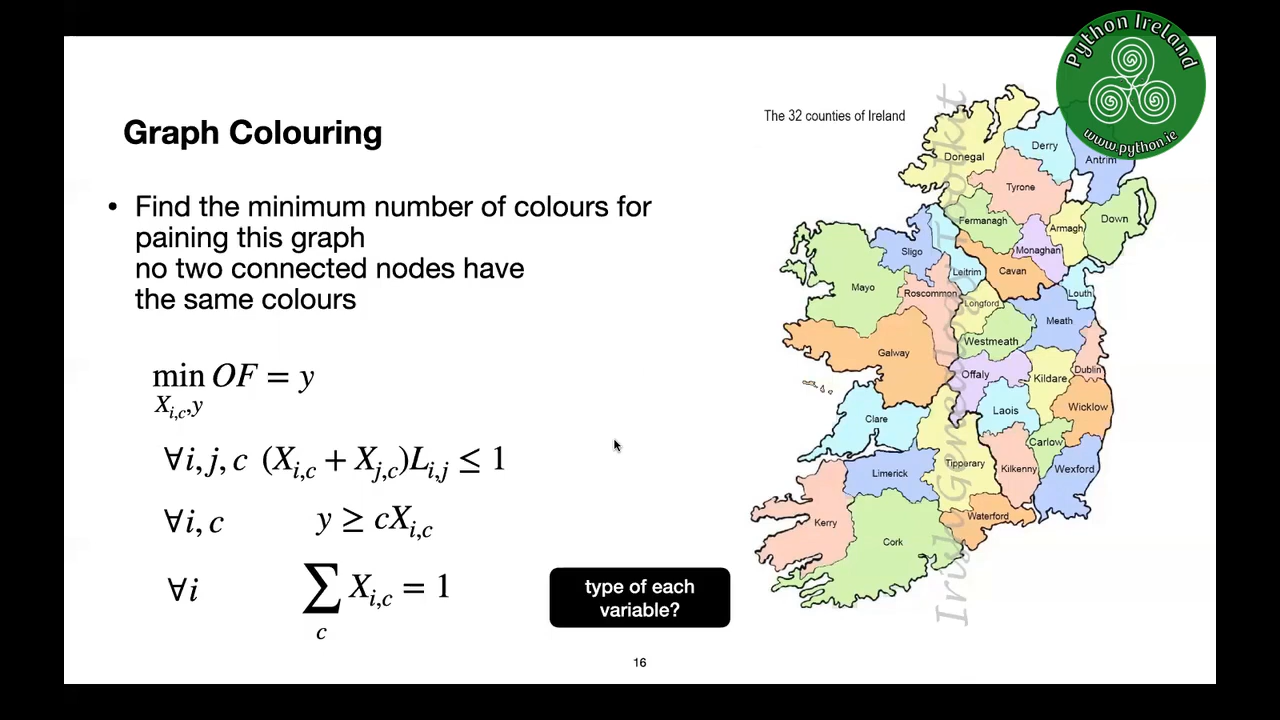 Graph Colouring
• Find the minimum number of colours for
paining this graph
no two connected nodes have
the same colours
min OF = y
X_{i,c},y
∀i, j, c (X_{i,c} + X_{j,c})L_{i,j} ≤ 1
∀i, c y ≥ cX_{i,c}
∀i ∑ X_{i,c} = 1
c
type of each
variable?
16
The 32 counties of Ireland
Python Ireland
www.python.ie
Donegal
Derry
Antrim
Tyrone
Fermanagh
Down
Armagh
Monaghan
Sligo
Leitrim
Cavan
Mayo
Roscommon
Louth
Longford
Meath
Westmeath
Galway
Offaly
Kildare
Dublin
Clare
Laois
Wicklow
Carlow
Limerick
Tipperary
Kilkenny
Wexford
Kerry
Waterford
Cork
Irish Genealogy Toolkit